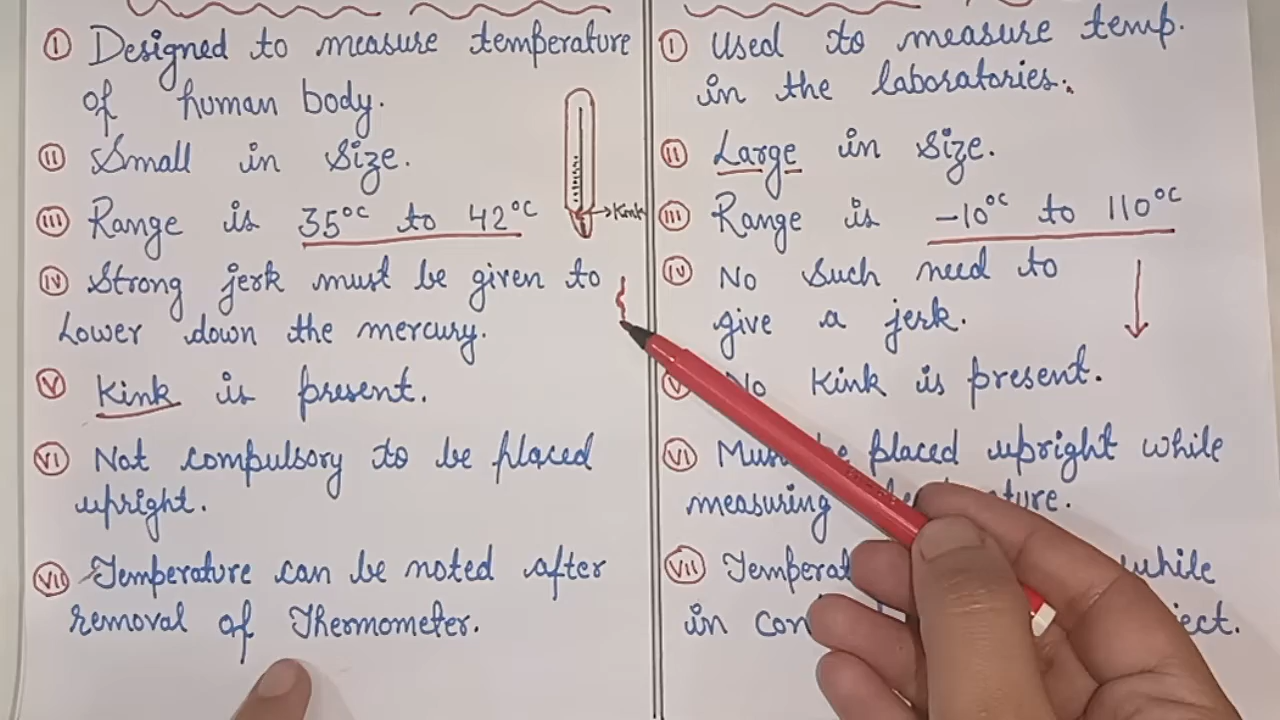 ① Designed to measure temperature
of human body.
② Small in Size.
③ Range is 35°C to 42°C
→ Kink
④ Strong jerk must be given to
Lower down the mercury.
⑤ Kink is present.
⑥ Not compulsory to be placed
upright.
⑦ Temperature can be noted after
removal of Thermometer.
① Used to measure temp.
in the laboratories.
② Large in Size.
③ Range is -10°C to 110°C
④ No Such need to
give a jerk.
No Kink is present.
⑥ placed upright while
measuring
⑦ while
in